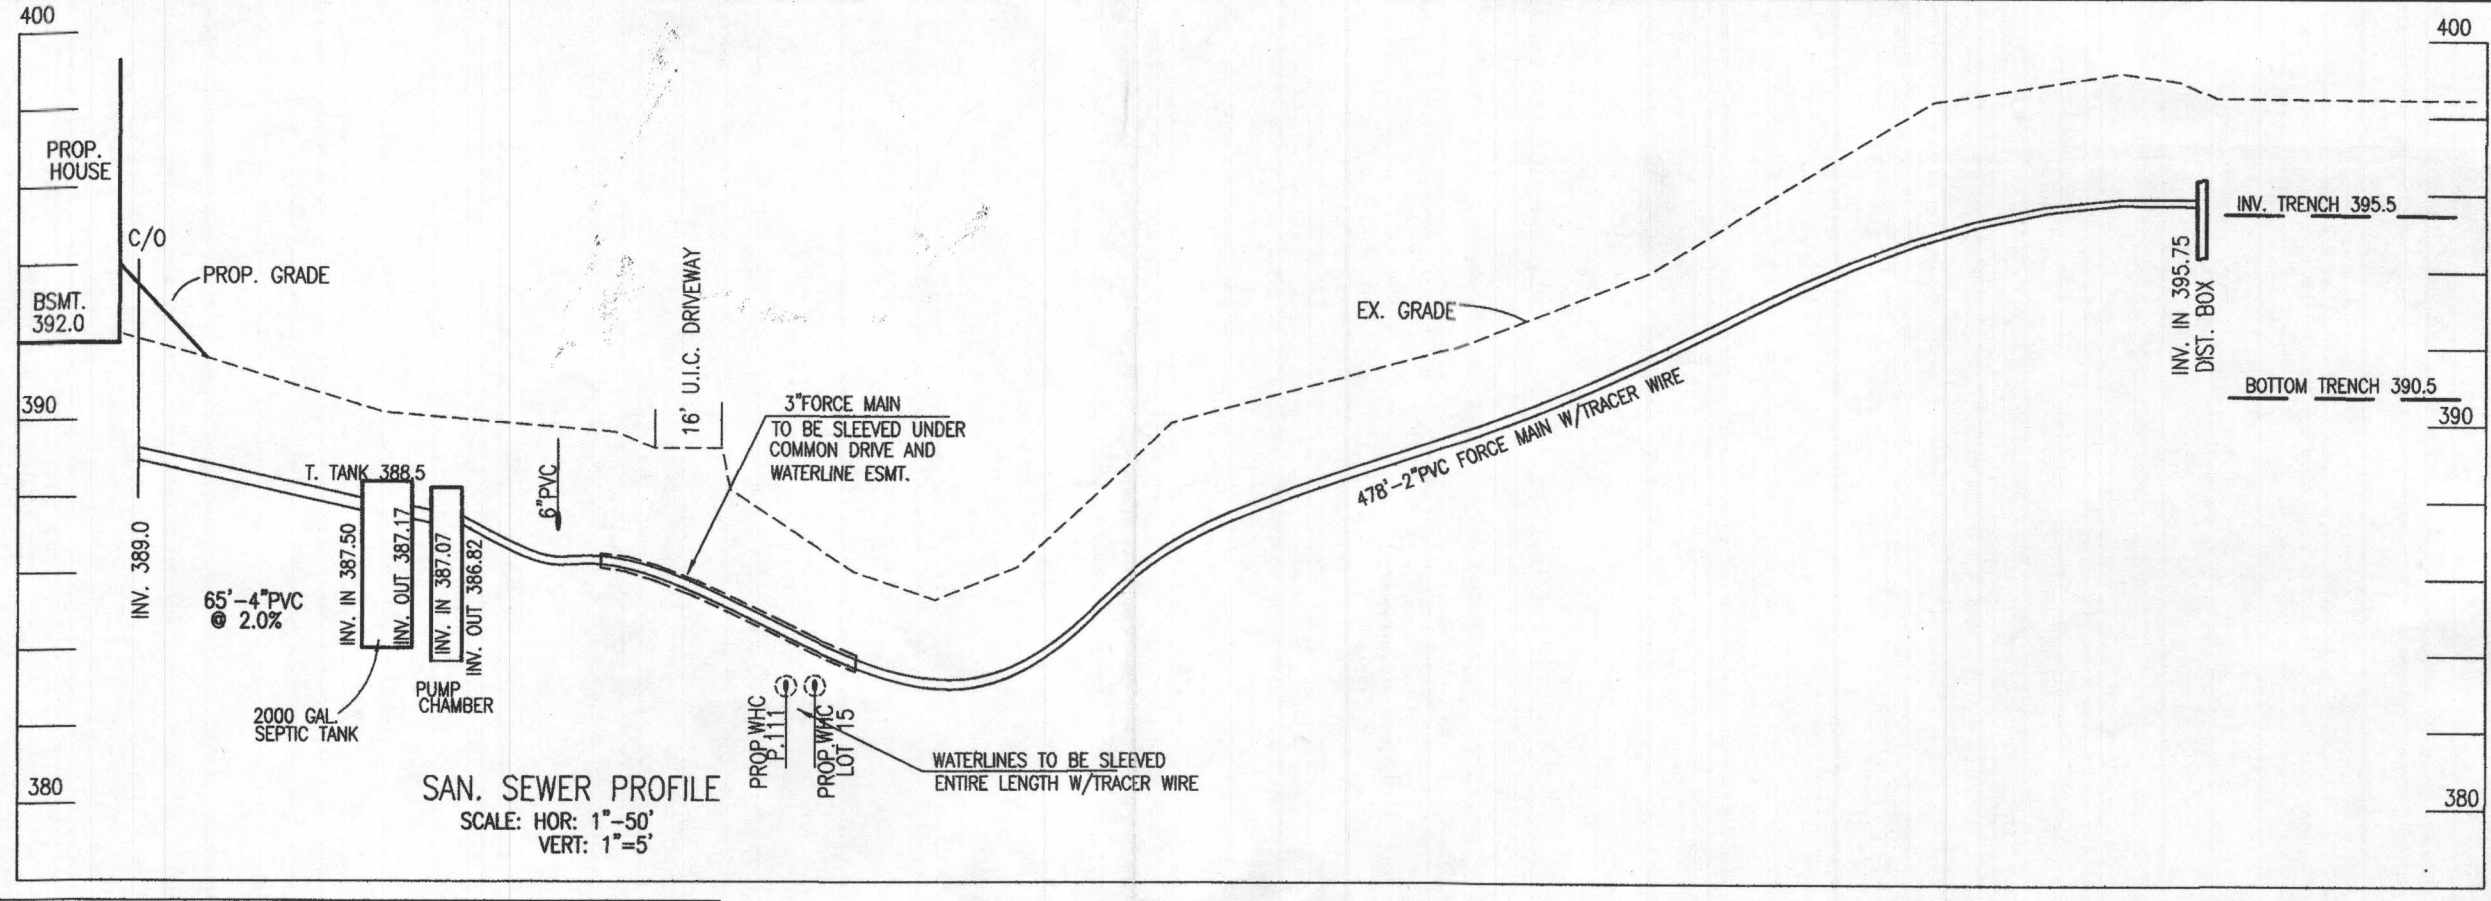 400
400
PROP.
HOUSE
C/O
PROP. GRADE
BSMT.
392.0
390
INV. 389.0
65'-4"PVC
@ 2.0%
T. TANK 388.5
INV. IN 387.50
INV. OUT 387.17
INV. IN 387.07
INV. OUT 386.82
2000 GAL.
SEPTIC TANK
PUMP
CHAMBER
6"PVC
16' U.I.C. DRIVEWAY
3"FORCE MAIN
TO BE SLEEVED UNDER
COMMON DRIVE AND
WATERLINE ESMT.
PROP.WHC
P.111
PROP.WHC
LOT 15
WATERLINES TO BE SLEEVED
ENTIRE LENGTH W/TRACER WIRE
EX. GRADE
478'-2"PVC FORCE MAIN W/TRACER WIRE
INV. IN 395.75
DIST. BOX
INV. TRENCH 395.5
BOTTOM TRENCH 390.5
390
380
380
SAN. SEWER PROFILE
SCALE: HOR: 1"-50'
VERT: 1"=5'